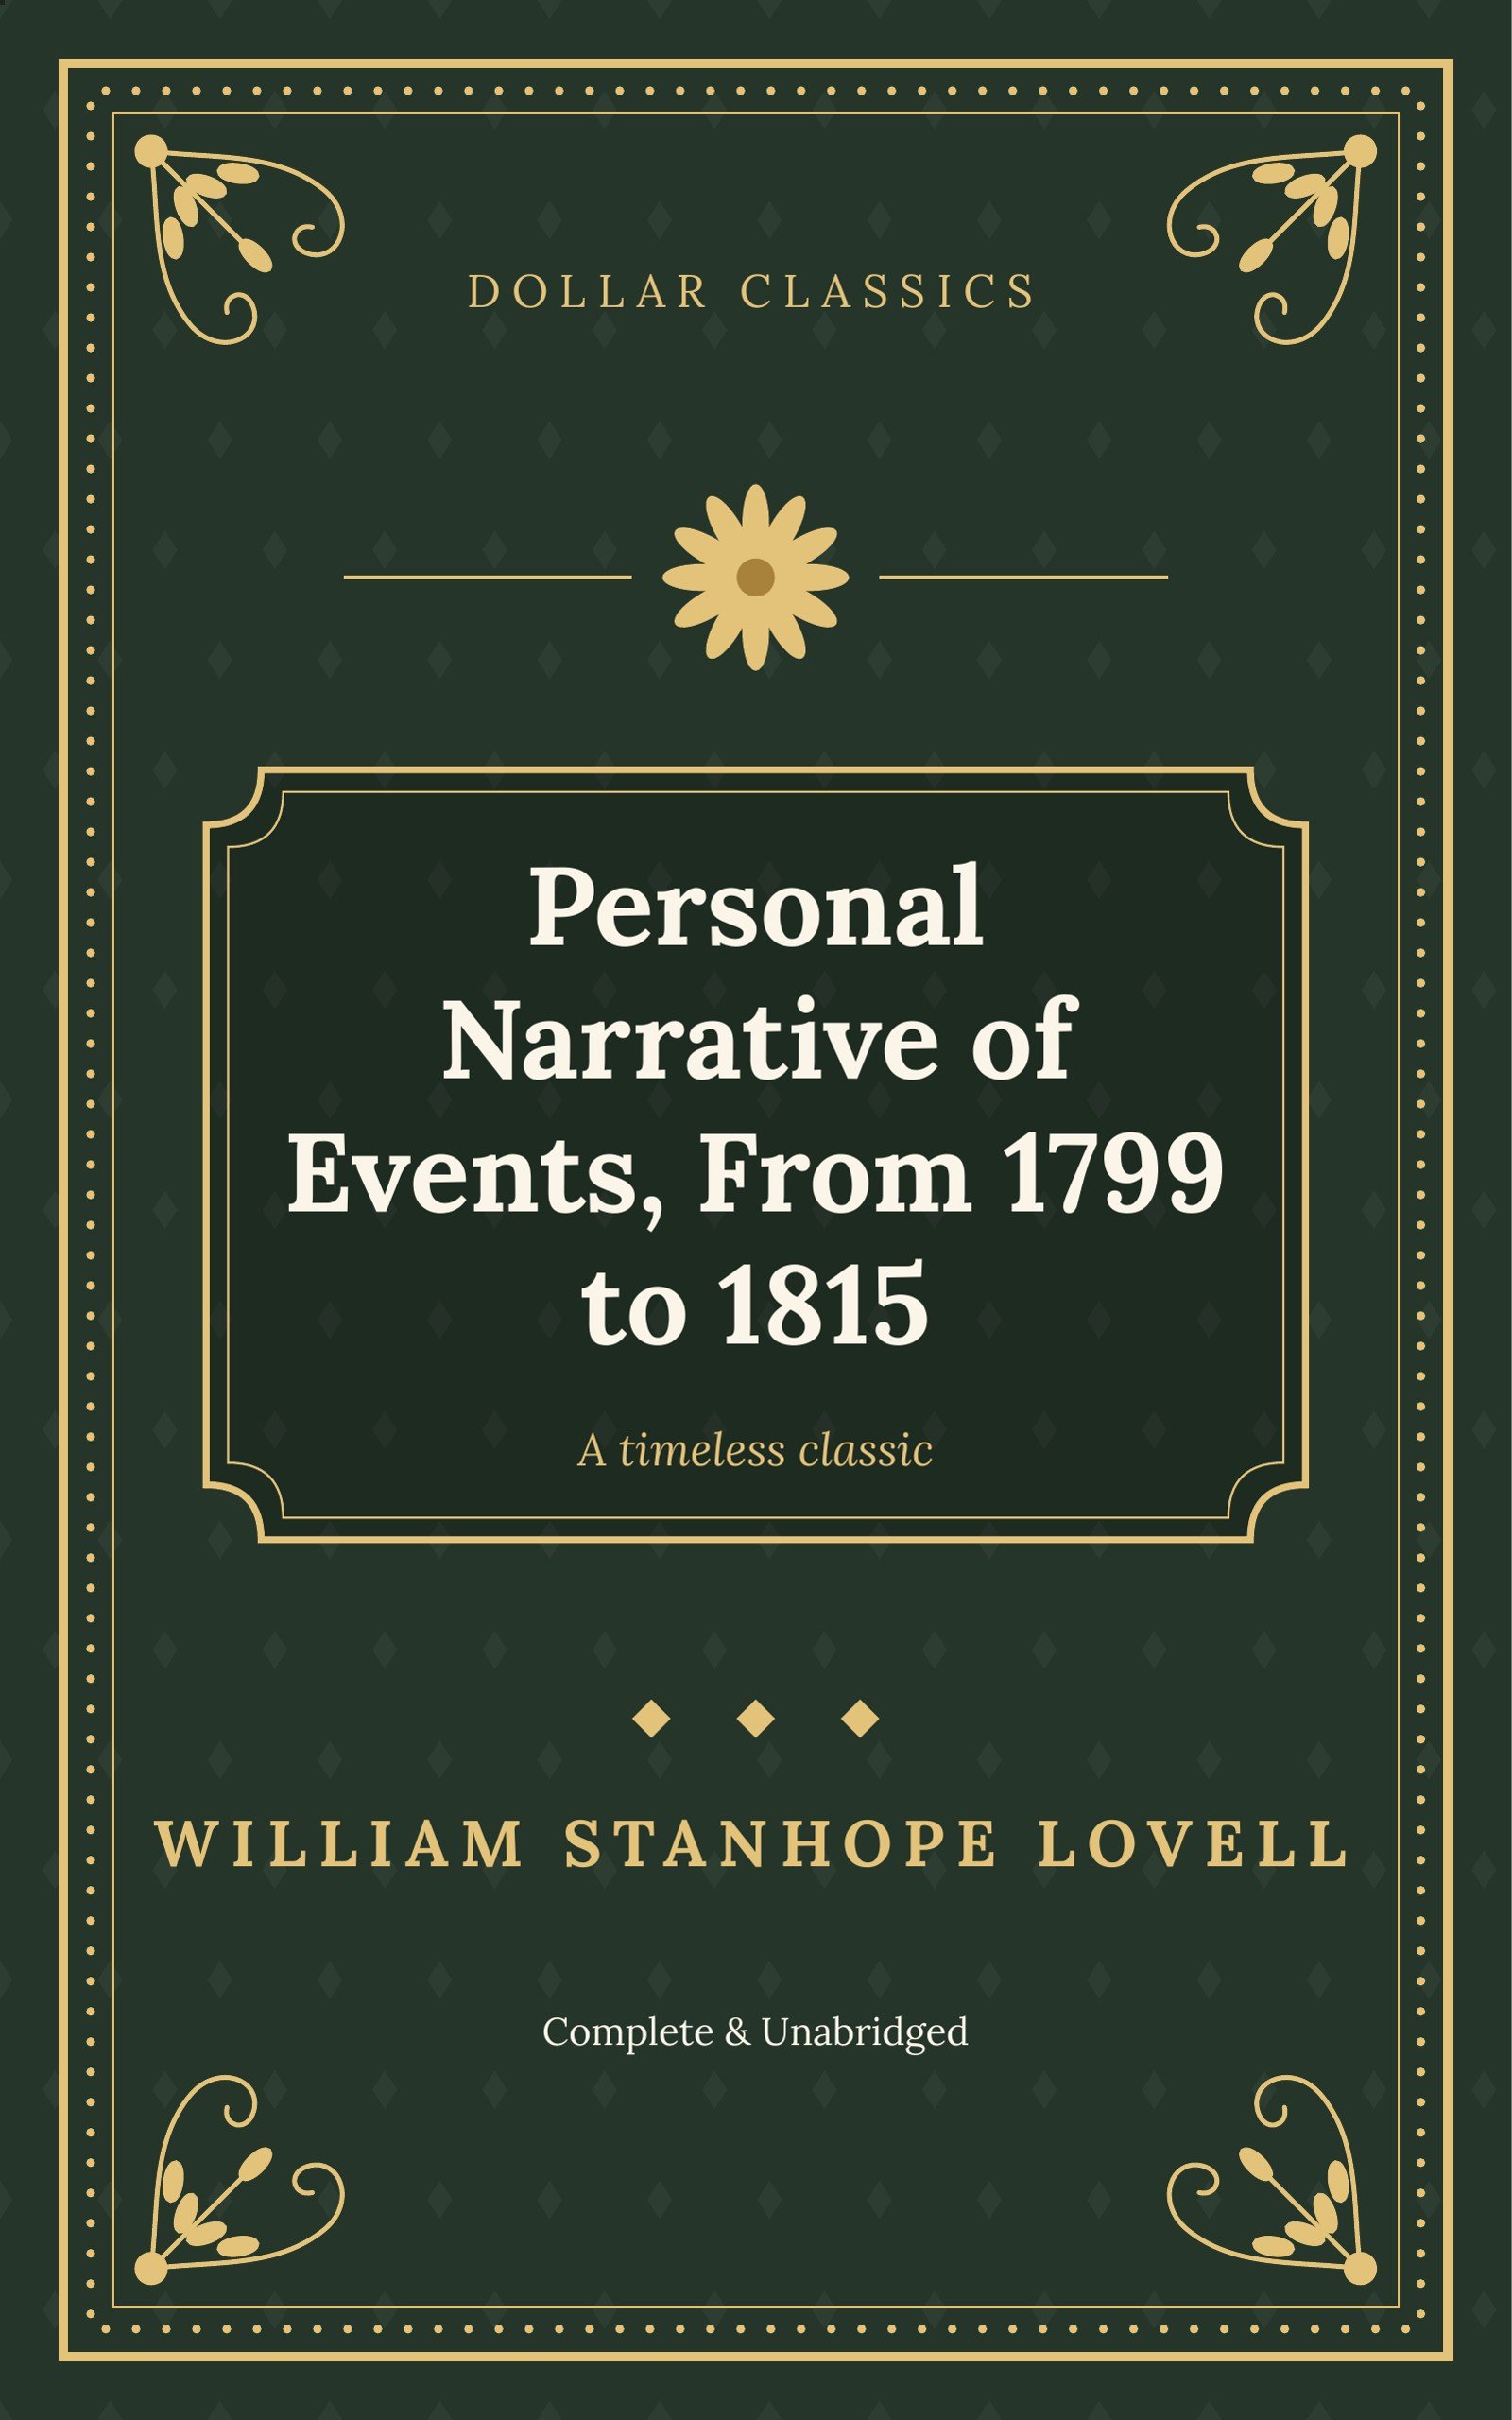 DOLLAR CLASSICS
Personal
Narrative of
Events, From 1799
to 1815
A timeless classic
WILLIAM STANHOPE LOVELL
Complete & Unabridged